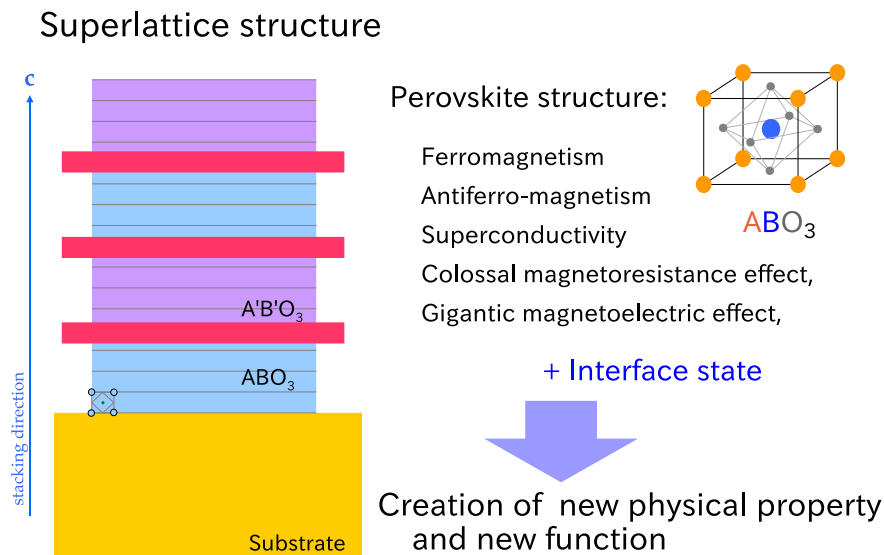 Superlattice structure
c
stacking direction
A'B'O₃
ABO₃
Substrate
Perovskite structure:
Ferromagnetism
Antiferro-magnetism
Superconductivity
Colossal magnetoresistance effect,
Gigantic magnetoelectric effect,
ABO₃
+ Interface state
Creation of new physical property
and new function